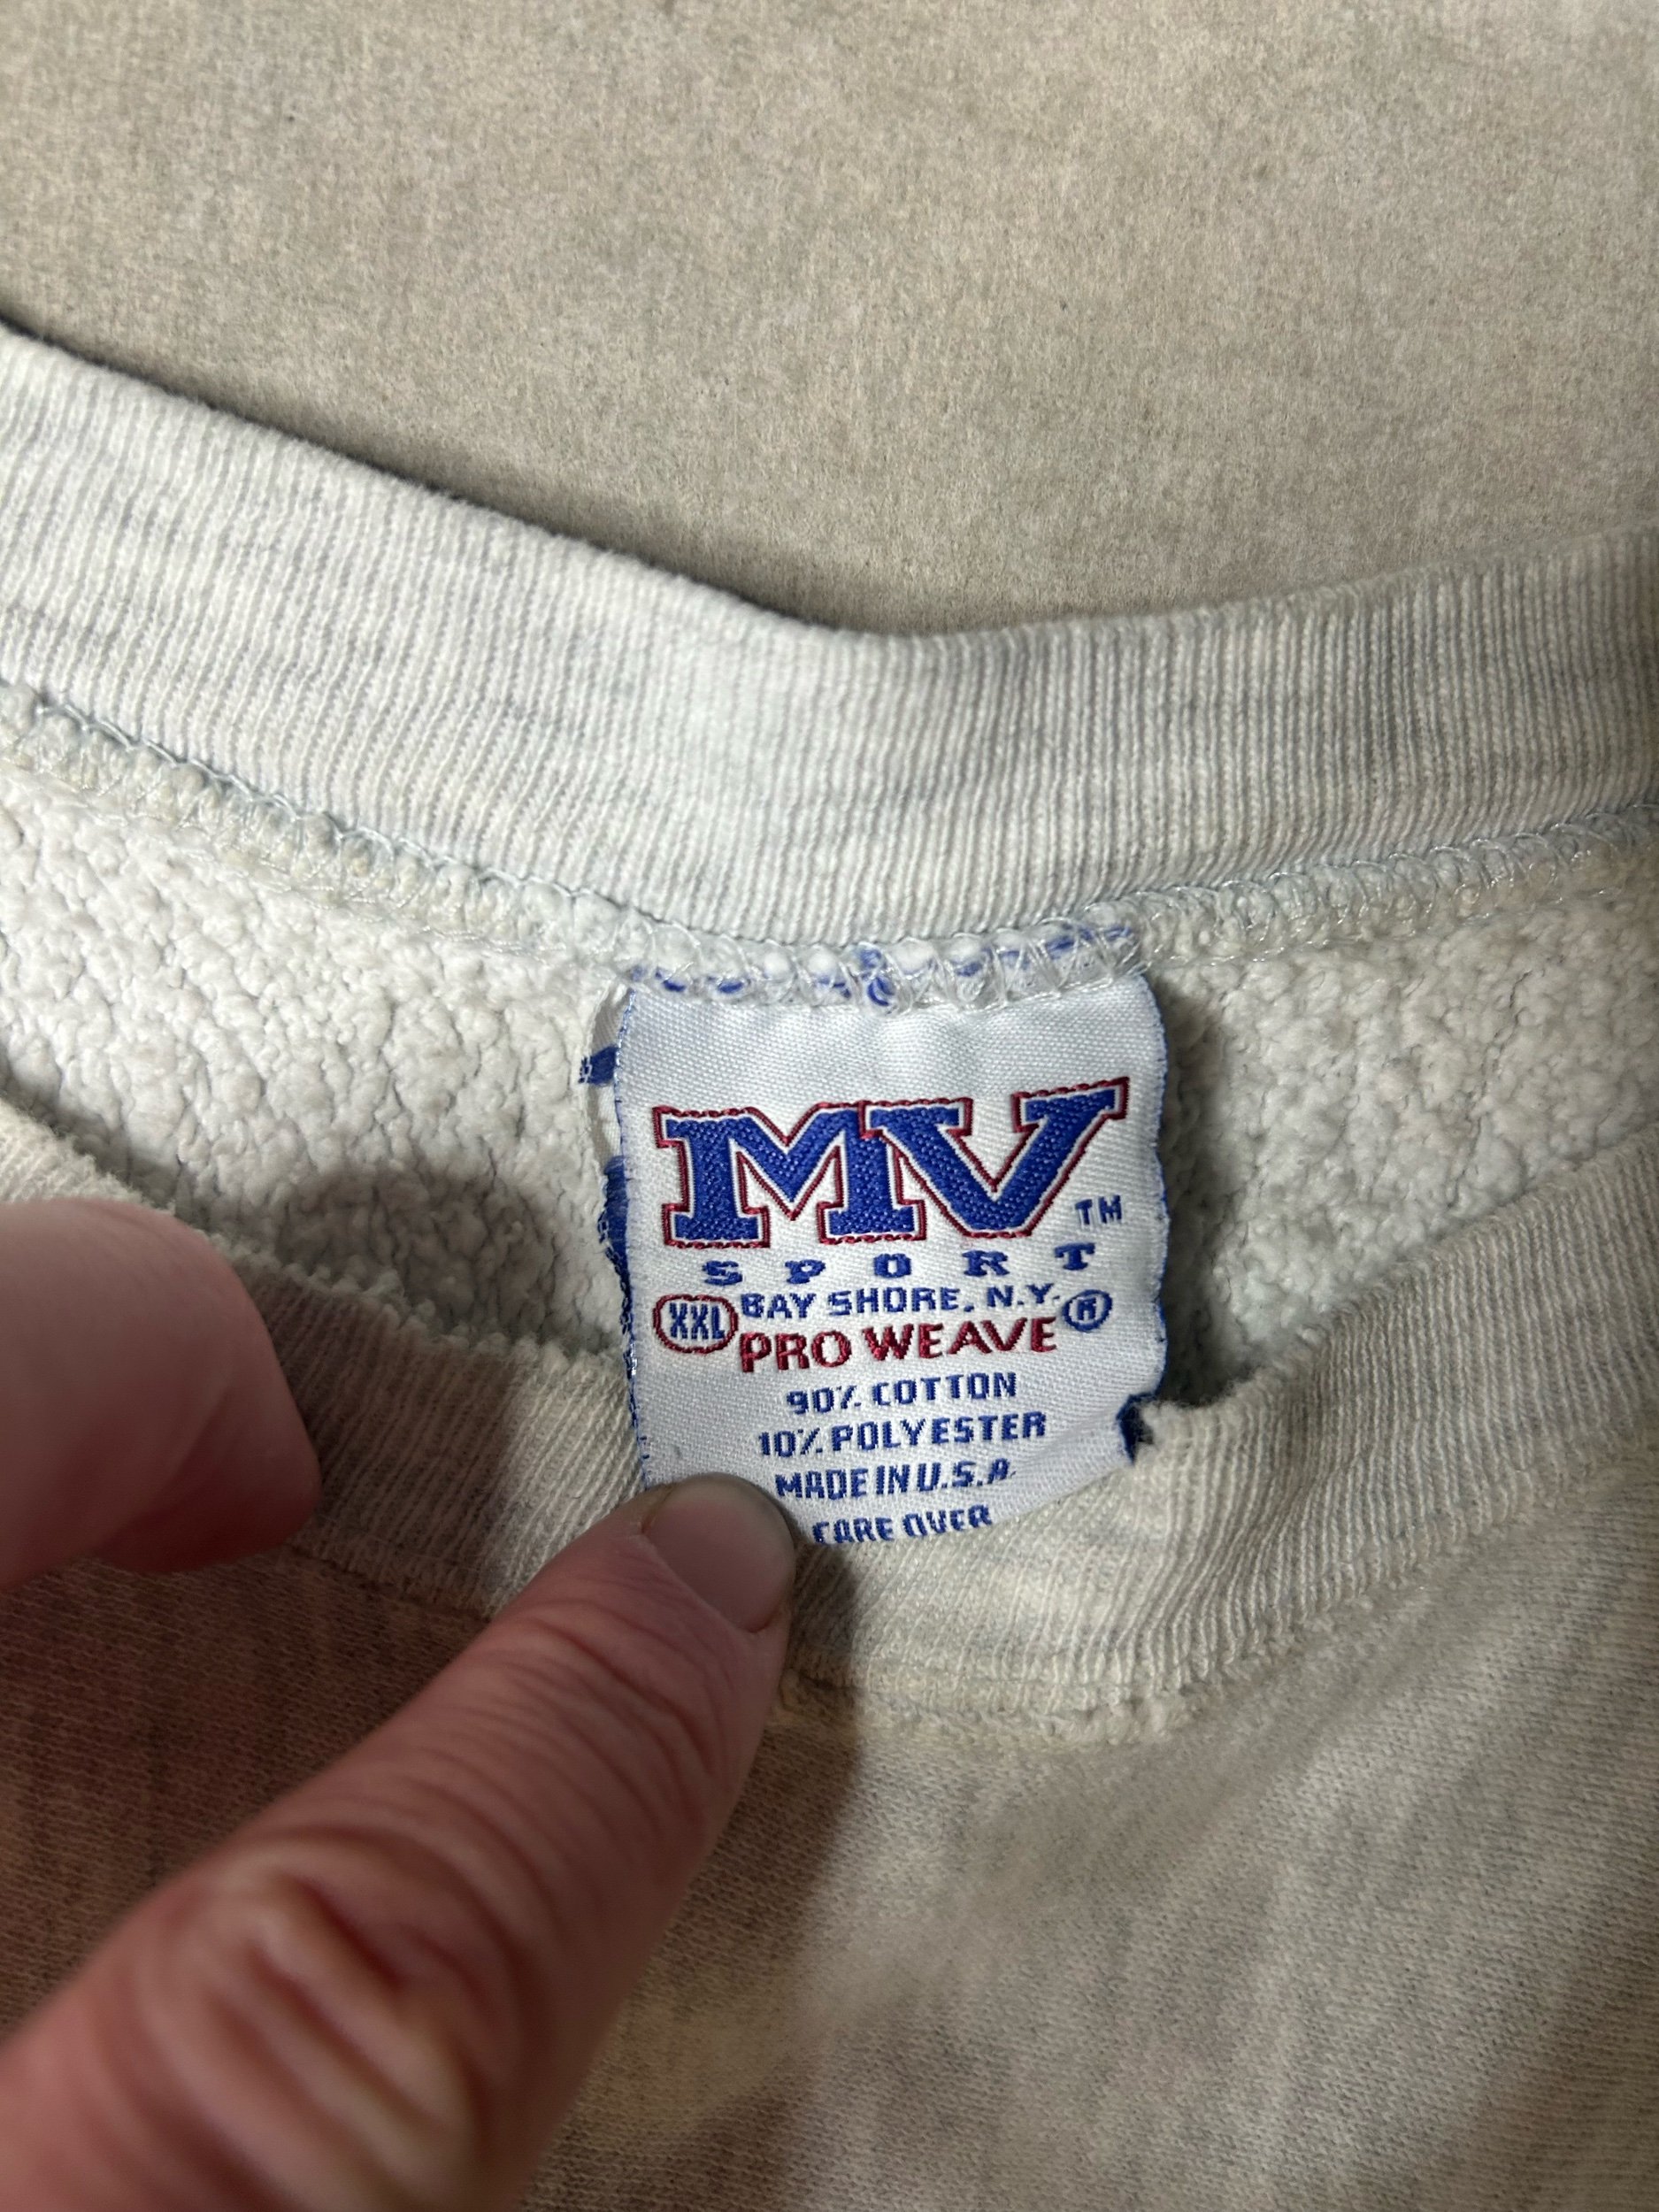 MV TM
SPORT
BAY SHORE, N.Y.
XXL PRO WEAVE ®
90% COTTON
10% POLYESTER
MADE IN U.S.A.
CARE OVER